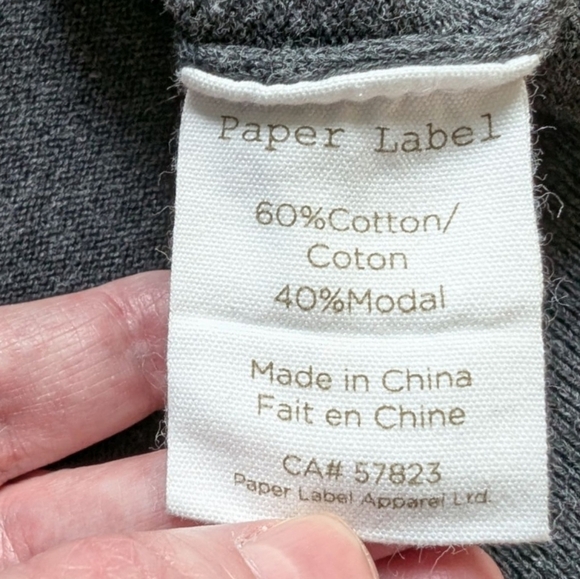 Paper Label
60%Cotton/
Coton
40%Modal
Made in China
Fait en Chine
CA# 57823
Paper Label Apparel Ltd.